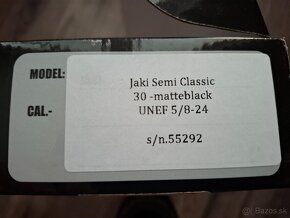 MODEL:
CAL.-
Jaki Semi Classic
30 -matteblack
UNEF 5/8-24
s/n.55292
Bazos.sk